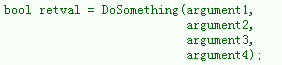 bool retval = DoSomething(argument1,
                          argument2,
                          argument3,
                          argument4);